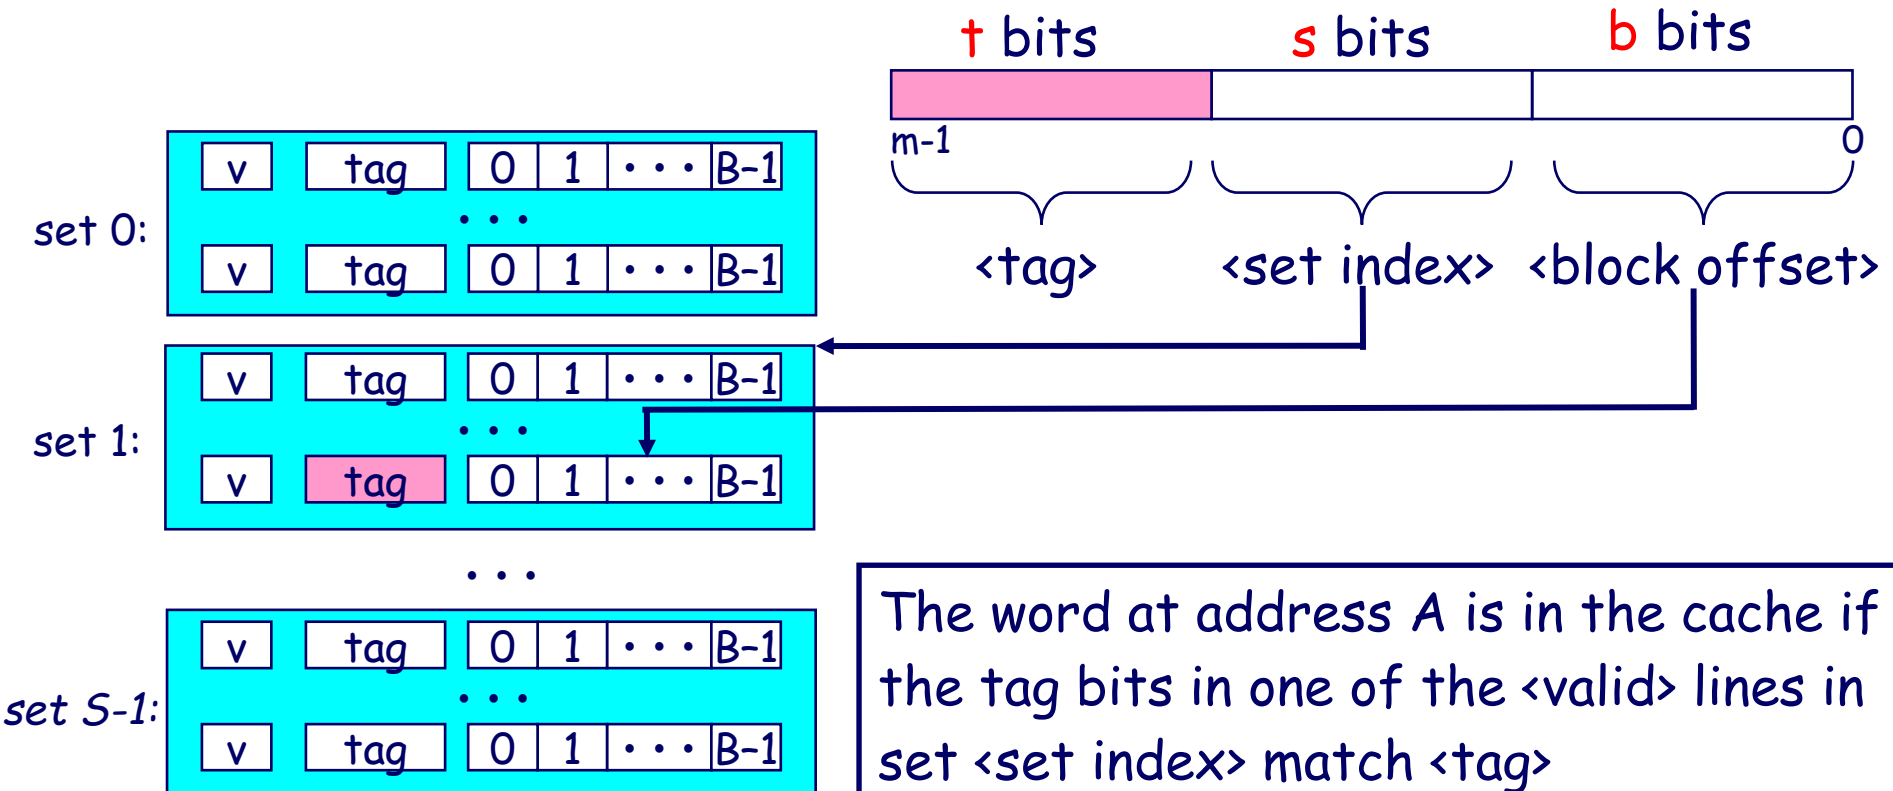 t bits s bits b bits
m-1 0
<tag> <set index> <block offset>
set 0:
v tag 0 1 • • • B-1
• • •
v tag 0 1 • • • B-1
set 1:
v tag 0 1 • • • B-1
• • •
v tag 0 1 • • • B-1
• • •
set S-1:
v tag 0 1 • • • B-1
• • •
v tag 0 1 • • • B-1
The word at address A is in the cache if
the tag bits in one of the <valid> lines in
set <set index> match <tag>